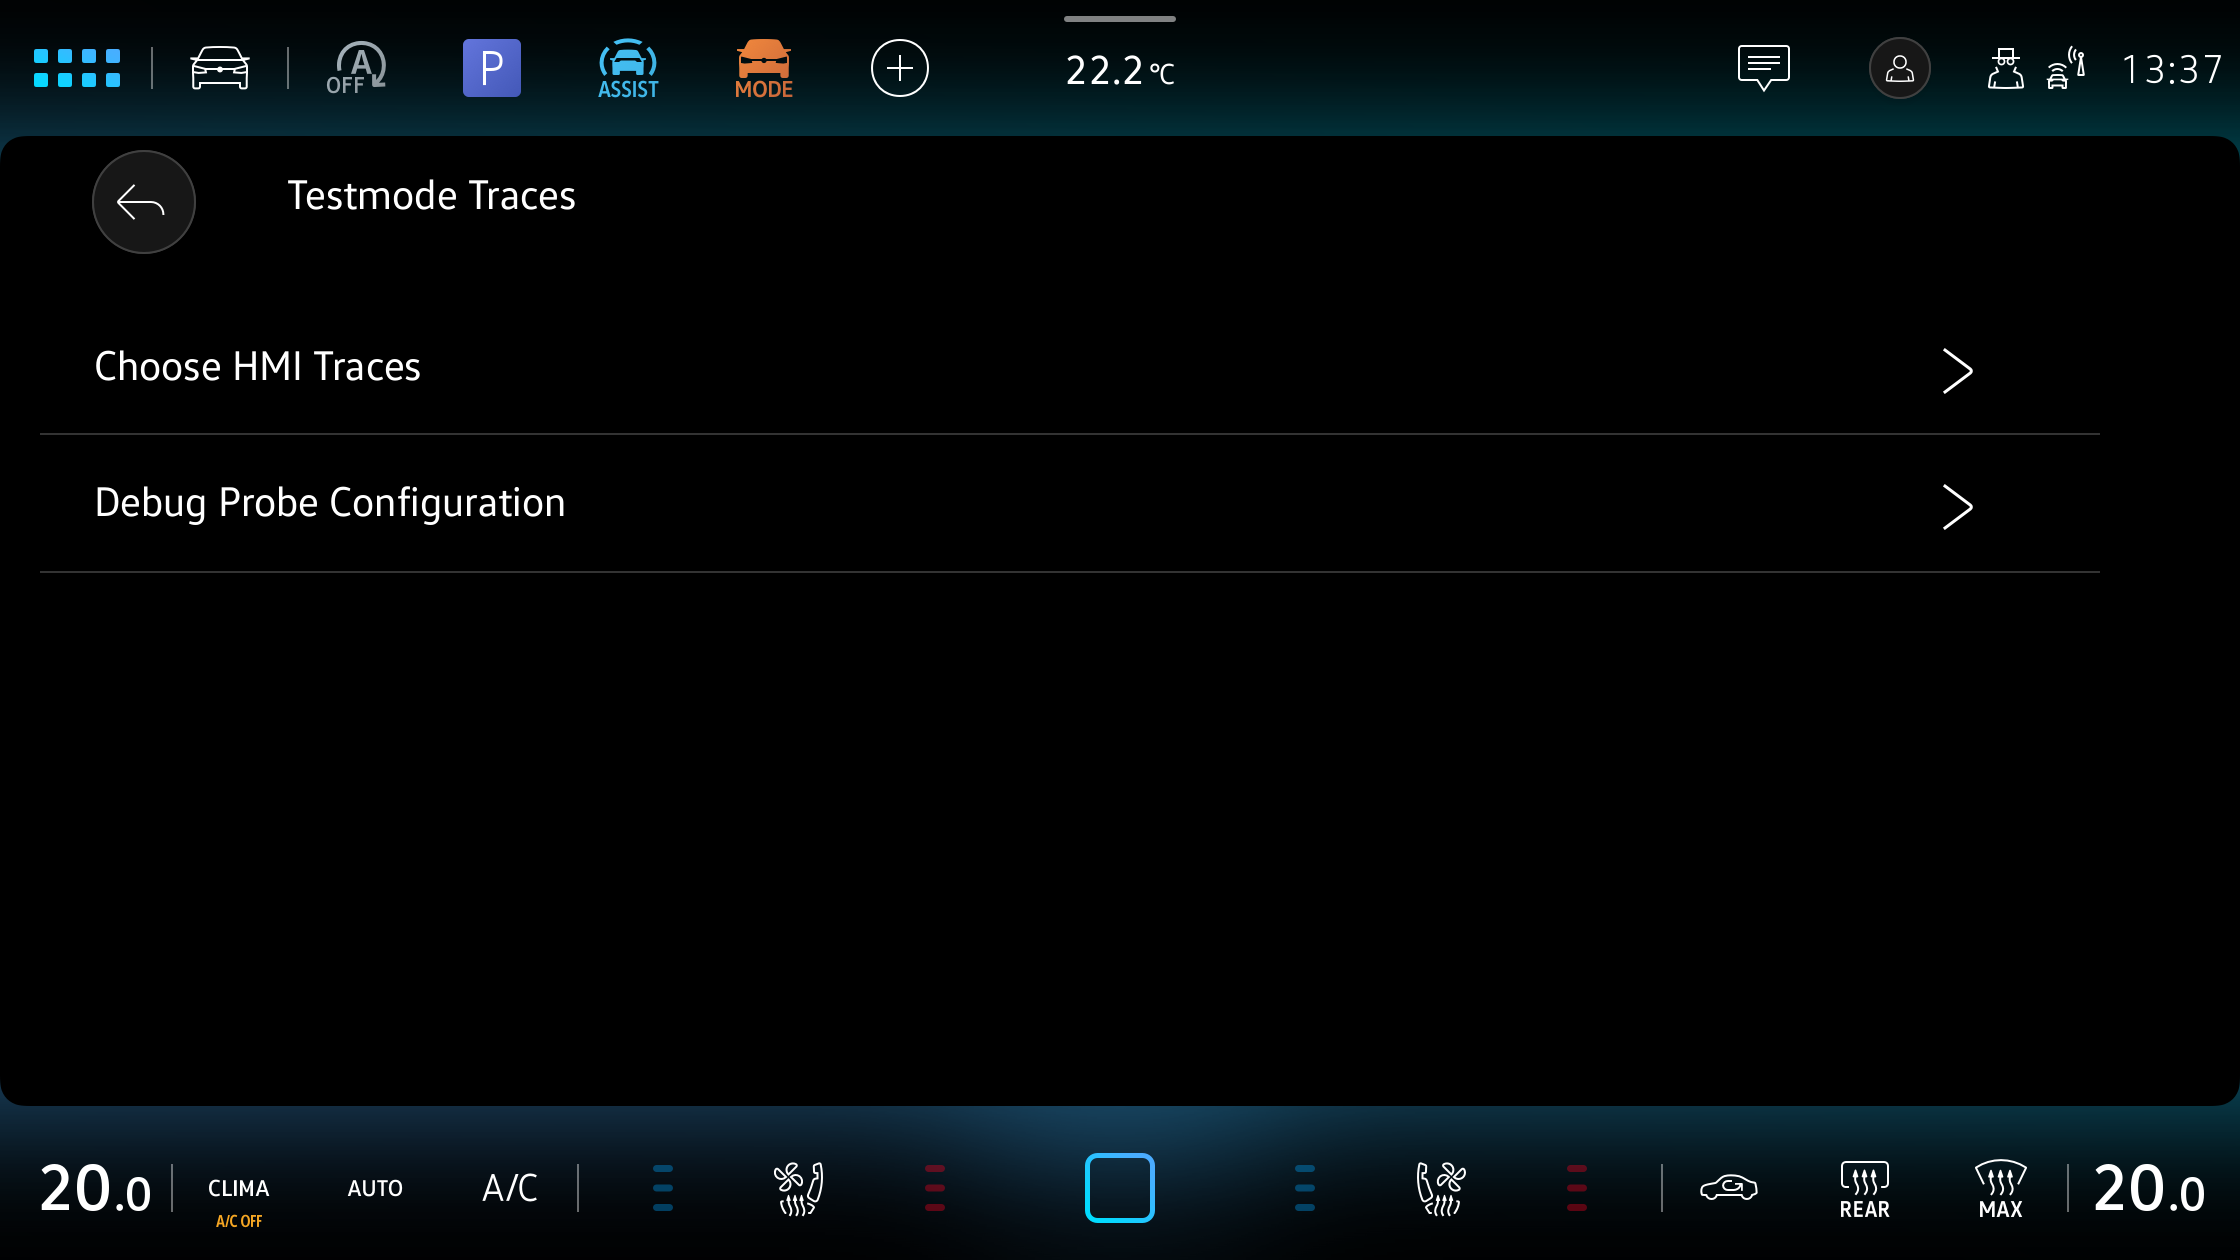 A
OFF
P
ASSIST
MODE
22.2 °C
13:37
Testmode Traces
Choose HMI Traces
Debug Probe Configuration
20.0
CLIMA
A/C OFF
AUTO
A/C
REAR
MAX
20.0